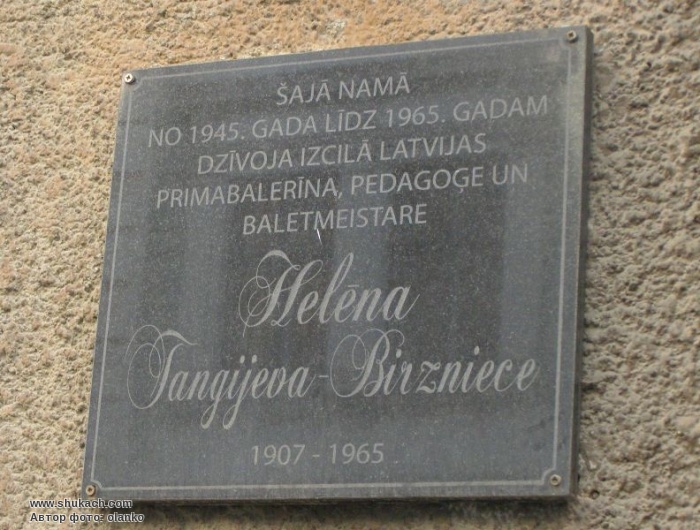 ŠAJĀ NAMĀ
NO 1945. GADA LĪDZ 1965. GADAM
DZĪVOJA IZCILĀ LATVIJAS
PRIMABALERĪNA, PEDAGOĢE UN
BALETMEISTARE
Helēna
Tangijeva-Birzniece
1907 - 1965
www.shukach.com
Автор фото: olanko